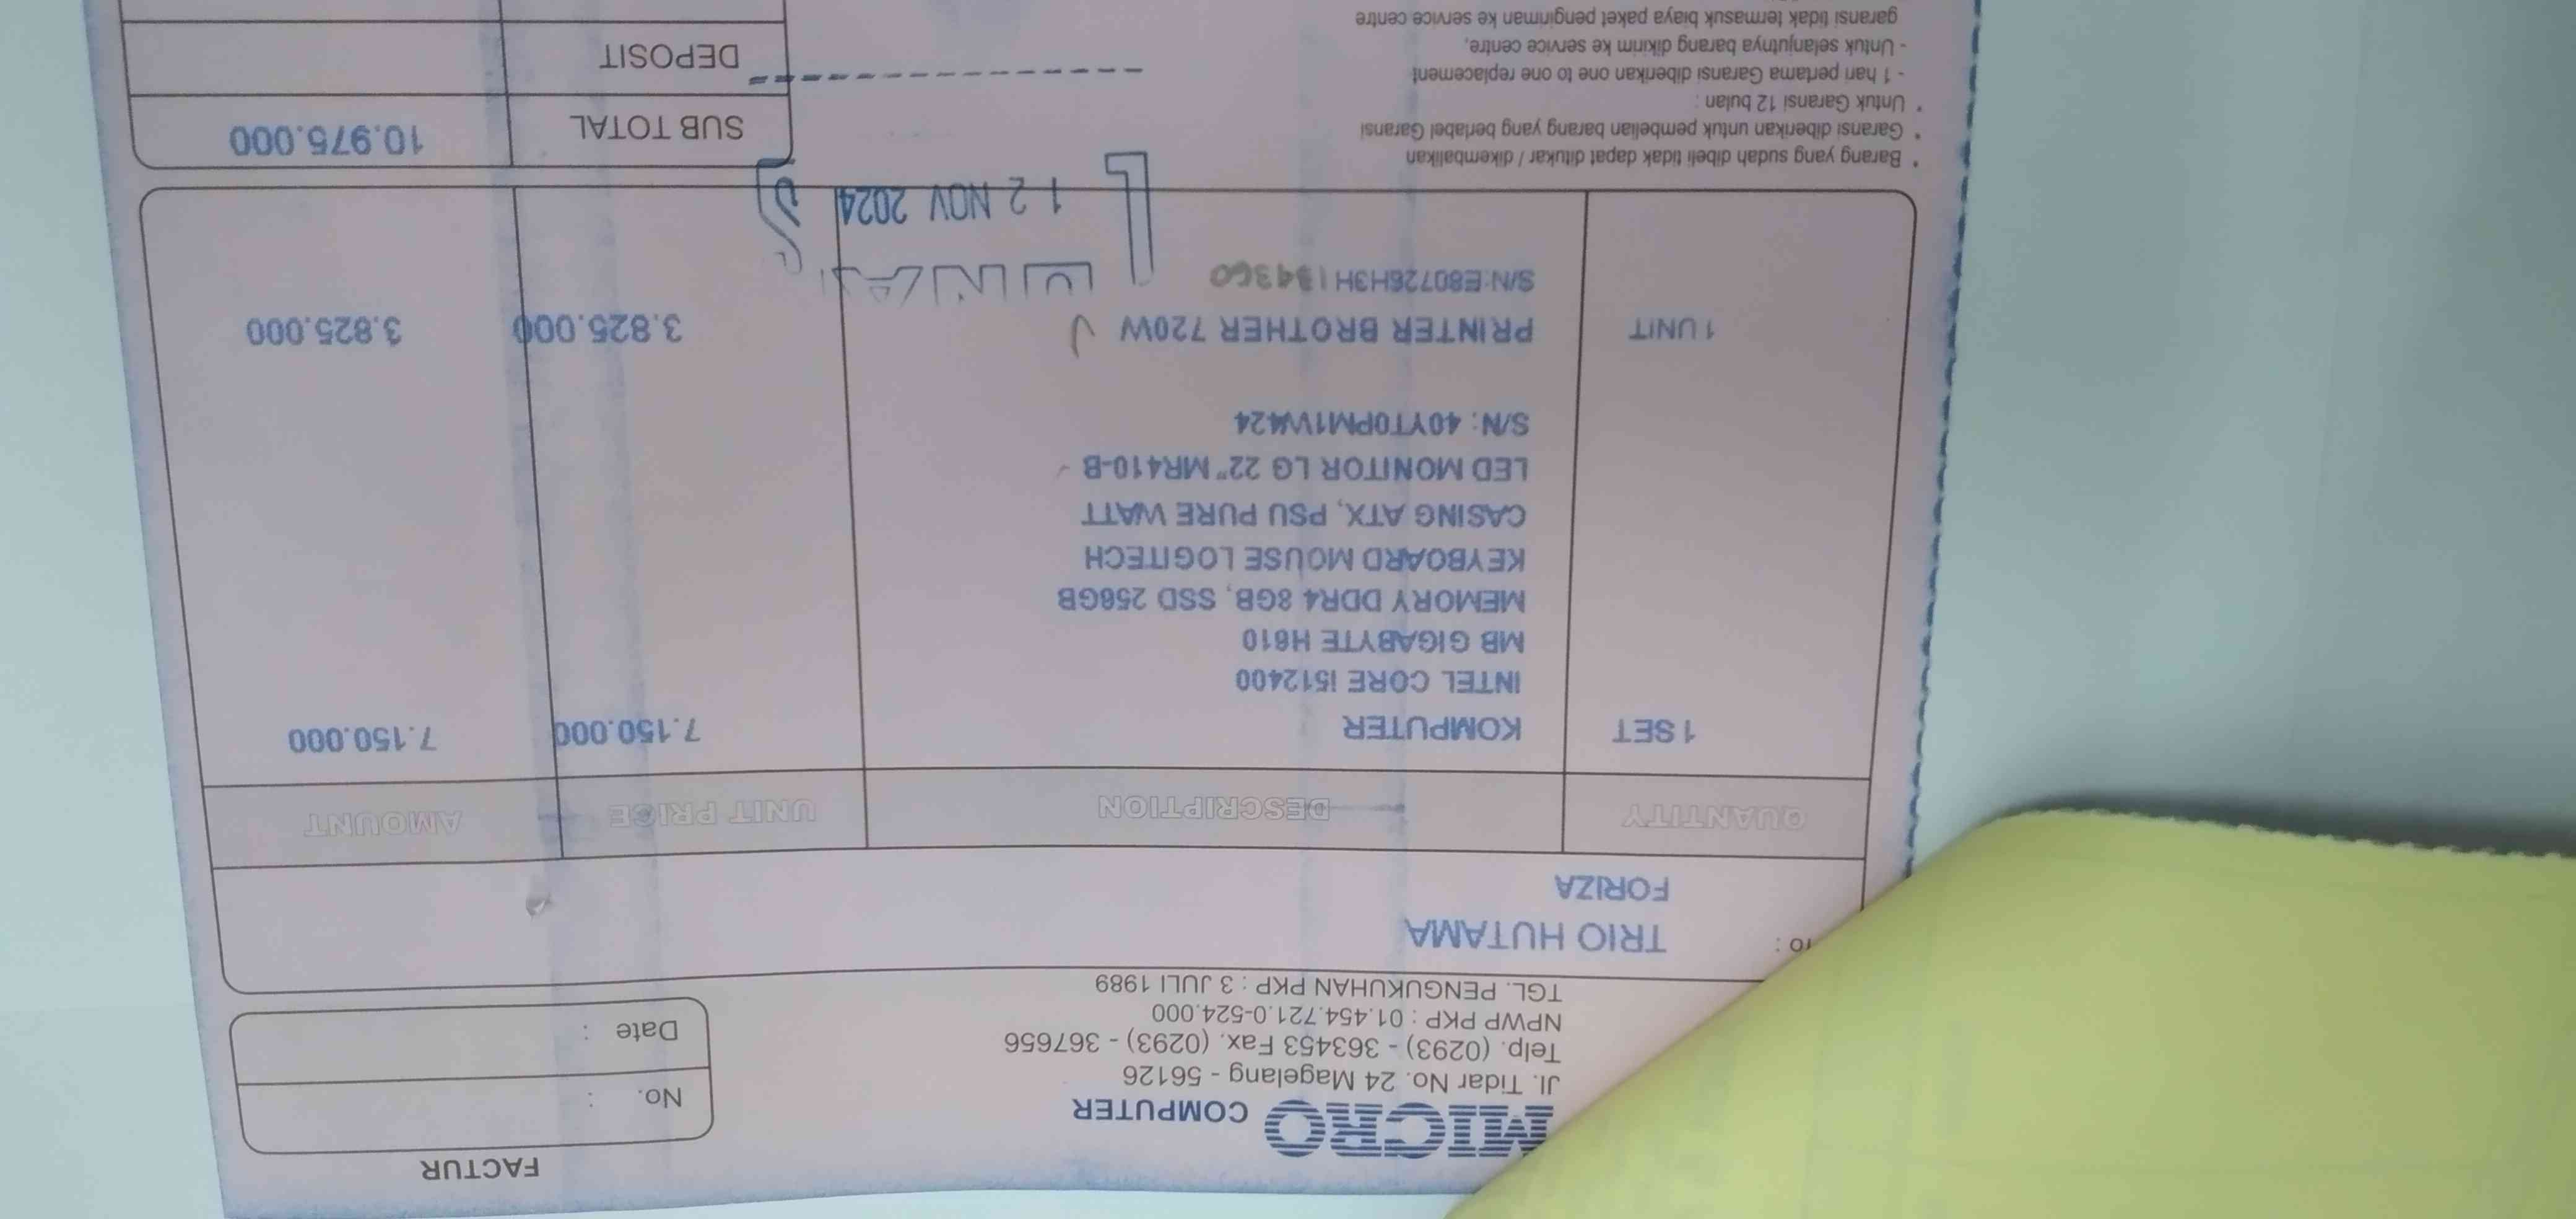 FACTUR
MICRO COMPUTER
Jl. Tidar No. 24 Magelang - 56126
Telp. (0293) - 363453 Fax. (0293) - 367656
NPWP PKP : 01.454.721.0-524.000
TGL. PENGUKUHAN PKP : 3 JULI 1989
No. :
Date :
To : TRIO HUTAMA
FORIZA
QUANTITY DESCRIPTION UNIT PRICE AMOUNT
1 SET KOMPUTER 7.150.000 7.150.000
INTEL CORE I512400
MB GIGABYTE H610
MEMORY DDR4 8GB, SSD 256GB
KEYBOARD MOUSE LOGITECH
CASING ATX, PSU PURE WATT
LED MONITOR LG 22" MR410-B
S/N : 40YT0PM1V424
1 UNIT PRINTER BROTHER 720W 3.825.000 3.825.000
S/N:E80726H3H134360
LUNAS
12 NOV 2024
* Barang yang sudah dibeli tidak dapat ditukar / dikembalikan
* Garansi diberikan untuk pembelian barang yang berlabel Garansi
* Untuk Garansi 12 bulan :
- 1 hari pertama Garansi diberikan one to one replacement
- Untuk selanjutnya barang dikirim ke service centre,
garansi tidak termasuk biaya paket pengiriman ke service centre
SUB TOTAL 10.975.000
DEPOSIT